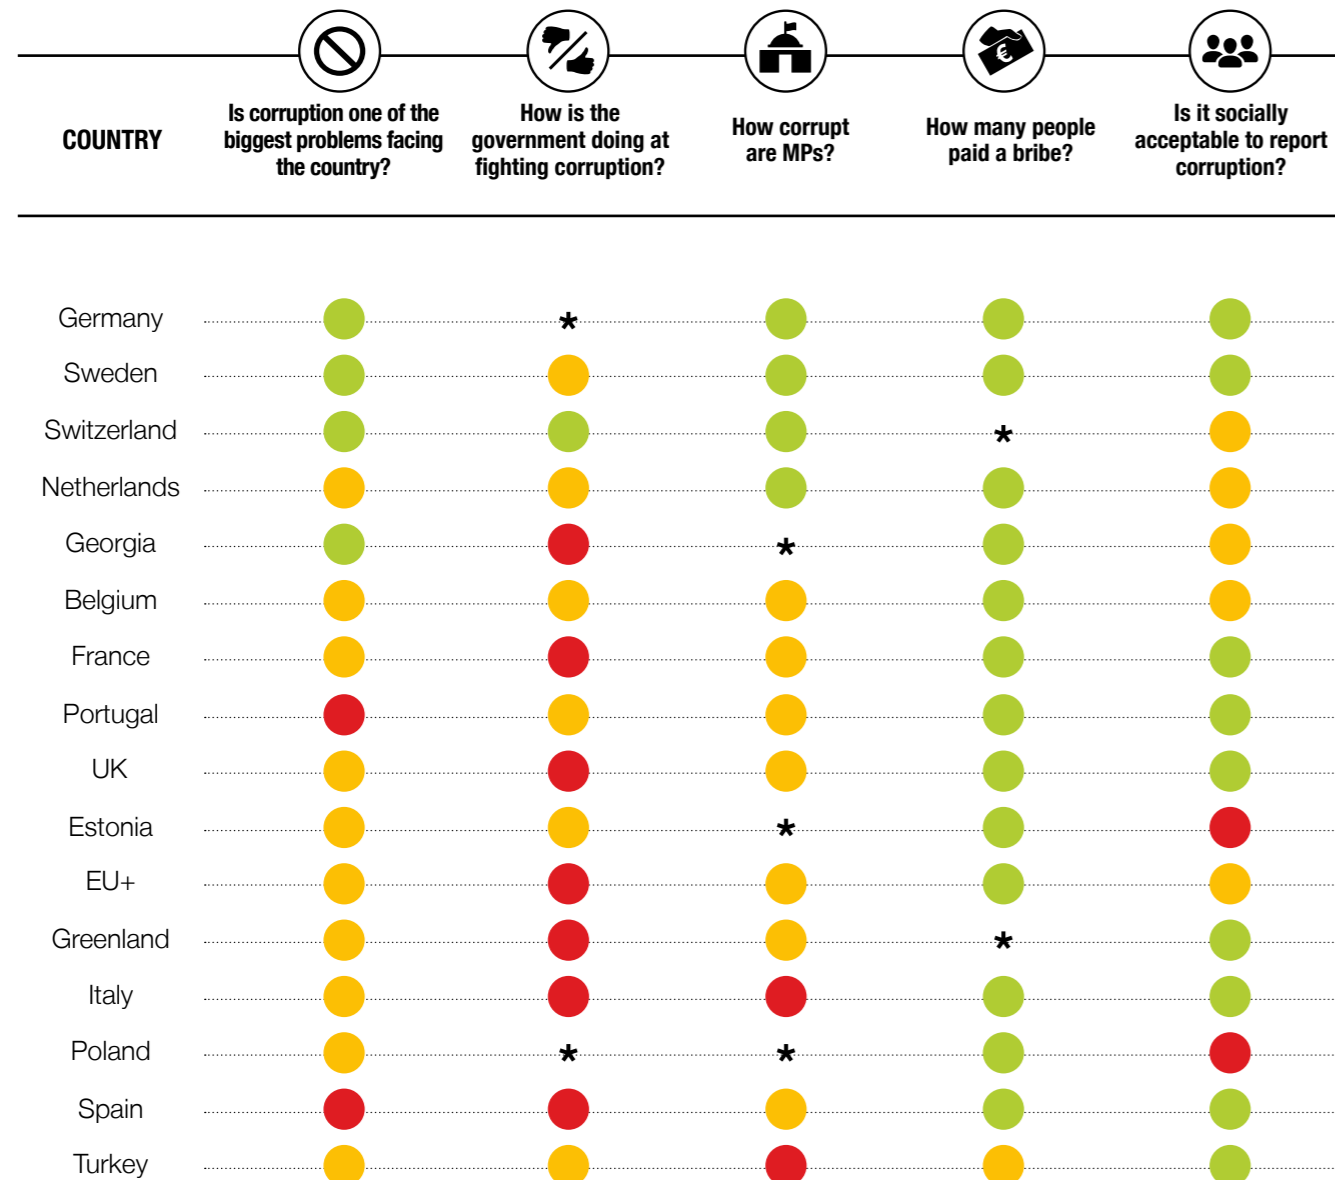 €
COUNTRY
Is corruption one of the
biggest problems facing
the country?
How is the
government doing at
fighting corruption?
How corrupt
are MPs?
How many people
paid a bribe?
Is it socially
acceptable to report
corruption?
Germany *
Sweden
Switzerland *
Netherlands
Georgia *
Belgium
France
Portugal
UK
Estonia *
EU+
Greenland *
Italy
Poland * *
Spain
Turkey